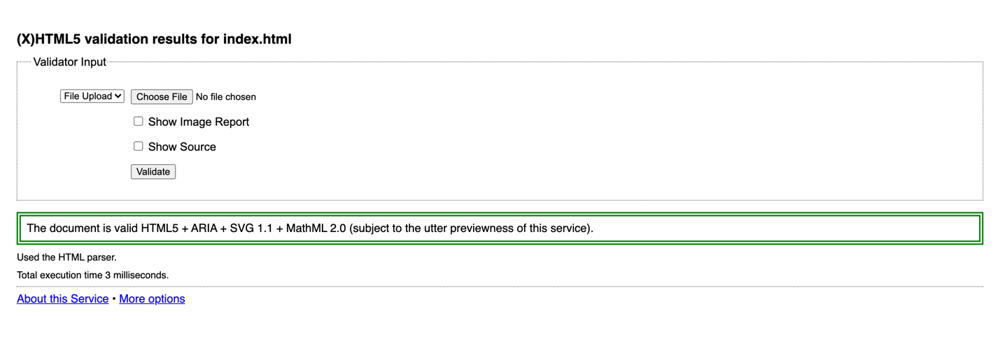 (X)HTML5 validation results for index.html
Validator Input
File Upload Choose File No file chosen
Show Image Report
Show Source
Validate
The document is valid HTML5 + ARIA + SVG 1.1 + MathML 2.0 (subject to the utter previewness of this service).
Used the HTML parser.
Total execution time 3 milliseconds.
About this Service • More options